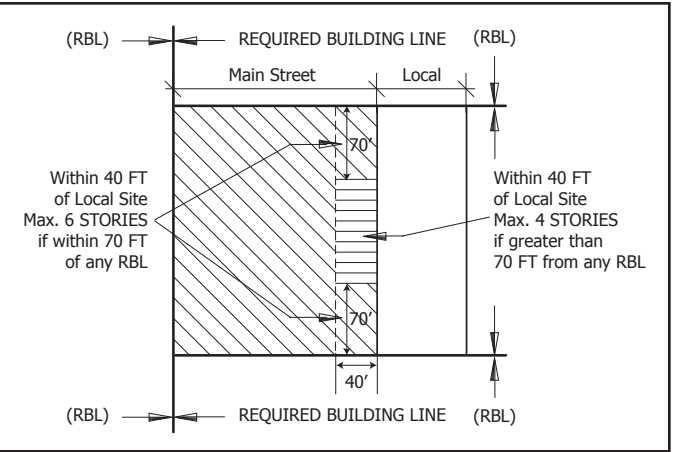 (RBL)
REQUIRED BUILDING LINE
(RBL)
Main Street
Local
70’
Within 40 FT
of Local Site
Max. 6 STORIES
if within 70 FT
of any RBL
Within 40 FT
of Local Site
Max. 4 STORIES
if greater than
70 FT from any RBL
70’
40’
(RBL)
REQUIRED BUILDING LINE
(RBL)